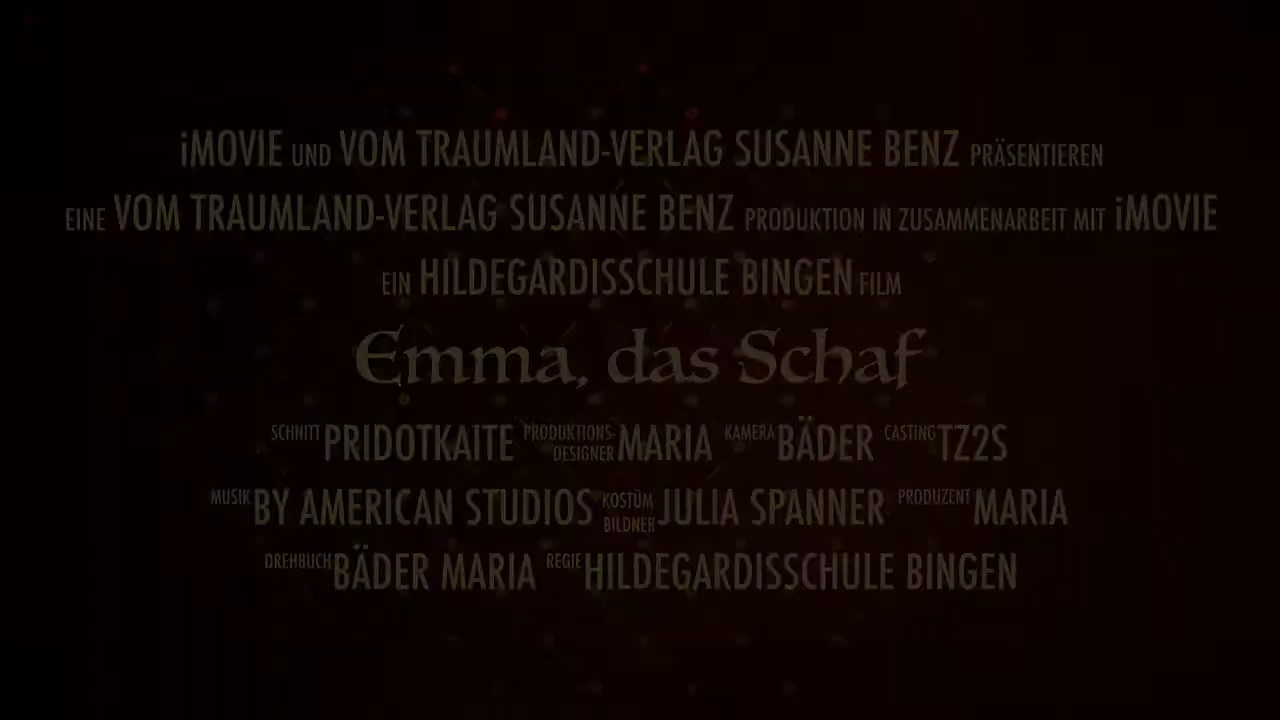 iMOVIE UND VOM TRAUMLAND-VERLAG SUSANNE BENZ PRÄSENTIEREN
EINE VOM TRAUMLAND-VERLAG SUSANNE BENZ PRODUKTION IN ZUSAMMENARBEIT MIT iMOVIE
EIN HILDEGARDISSCHULE BINGEN FILM
Emma, das Schaf
SCHNITT PRIDOTKAITE PRODUKTIONS-DESIGNER MARIA KAMERA BÄDER CASTING TZ2S
MUSIK BY AMERICAN STUDIOS KOSTÜM BILDNER JULIA SPANNER PRODUZENT MARIA
DREHBUCH BÄDER MARIA REGIE HILDEGARDISSCHULE BINGEN